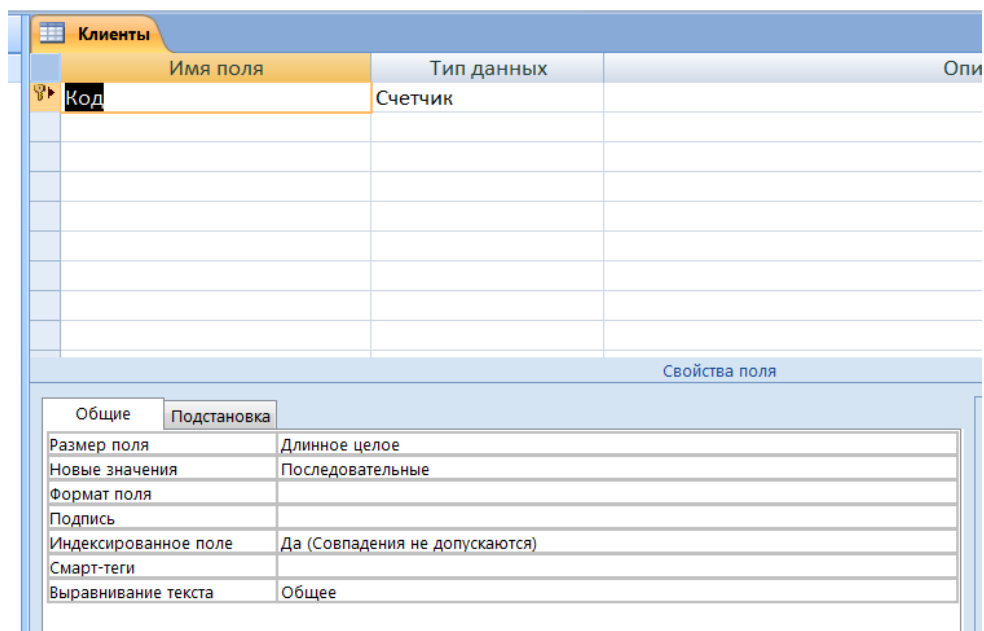 Клиенты
Имя поля Тип данных Опи
Код Счетчик
Свойства поля
Общие Подстановка
Размер поля Длинное целое
Новые значения Последовательные
Формат поля
Подпись
Индексированное поле Да (Совпадения не допускаются)
Смарт-теги
Выравнивание текста Общее